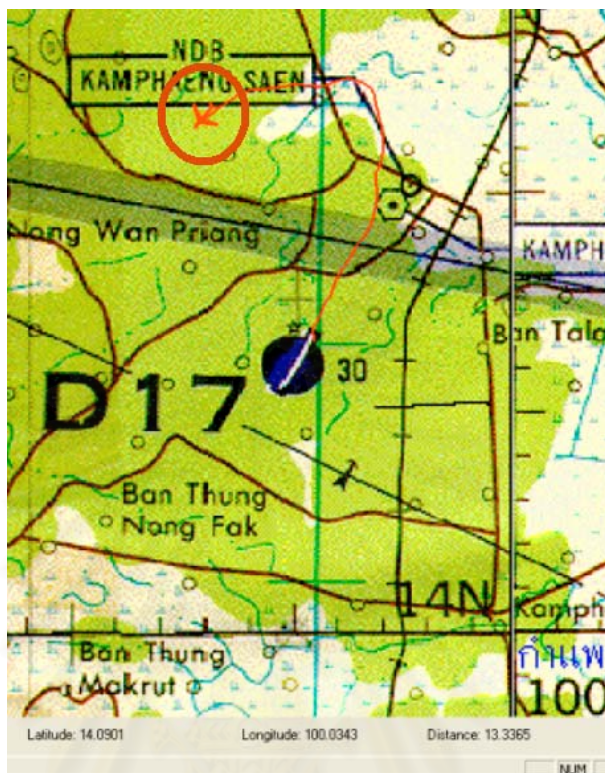 NDB
KAMPHAENG SAEN
Nong Wan Priang
KAMPH
Ban Tala
30
D17
Ban Thung
Nong Fak
14N
Kamph
Ban Thung
Makrut
กำแพ
100
Latitude: 14.0901
Longitude: 100.0343
Distance: 13.3365
NUM